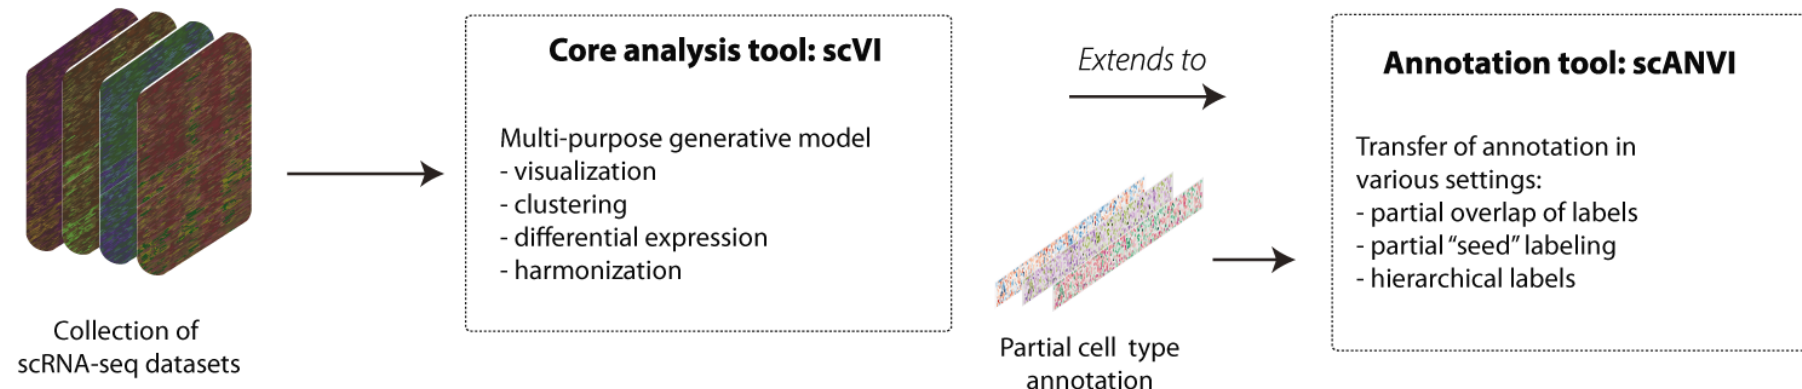 Collection of
scRNA-seq datasets
Core analysis tool: scVI
Multi-purpose generative model
- visualization
- clustering
- differential expression
- harmonization
Extends to
Partial cell type
annotation
Annotation tool: scANVI
Transfer of annotation in
various settings:
- partial overlap of labels
- partial “seed” labeling
- hierarchical labels